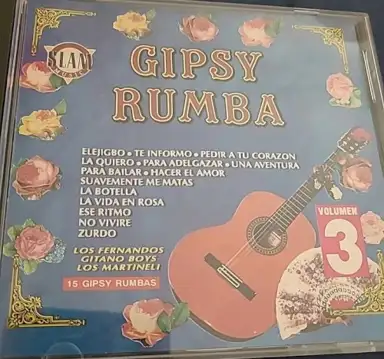 SLAM
MUSIC
GIPSY
RUMBA
ELEJIGBO • TE INFORMO • PEDIR A TU CORAZON
LA QUIERO • PARA ADELGAZAR • UNA AVENTURA
PARA BAILAR • HACER EL AMOR
SUAVEMENTE ME MATAS
LA BOTELLA
LA VIDA EN ROSA
ESE RITMO
NO VIVIRE
ZURDO
LOS FERNANDOS
GITANO BOYS
LOS MARTINELI
15 GIPSY RUMBAS
VOLUMEN
3